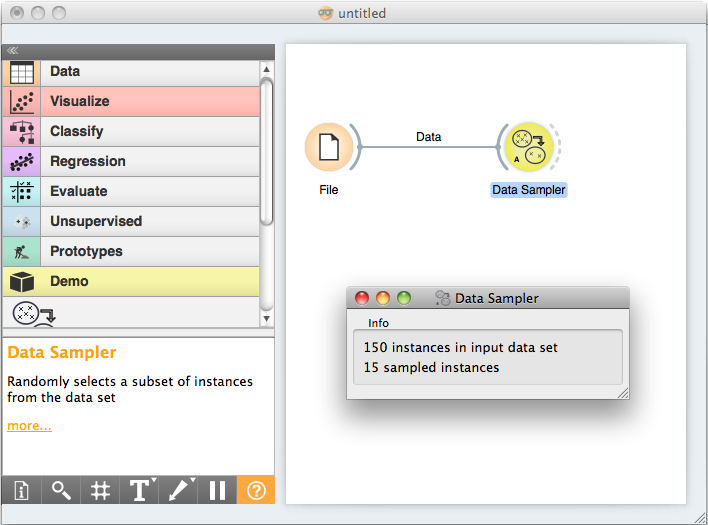 untitled
Data
Visualize
Classify
Regression
Evaluate
Unsupervised
Prototypes
Demo
Data Sampler
Randomly selects a subset of instances
from the data set
more...
Data
A
File
Data Sampler
Data Sampler
Info
150 instances in input data set
15 sampled instances